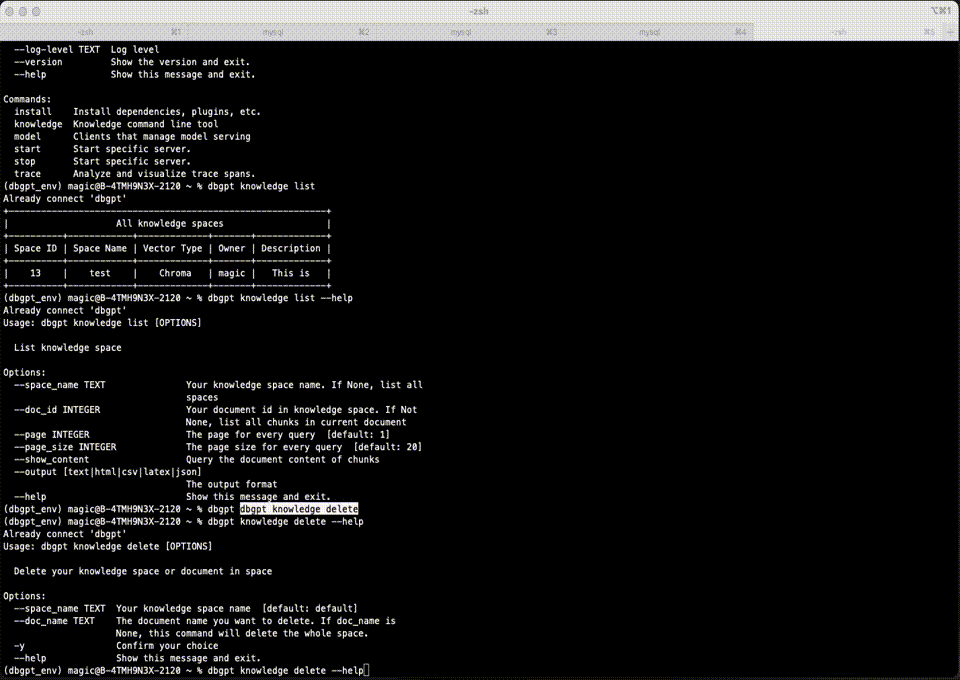 -zsh
⌥⌘1
-zsh ⌘1 mysql ⌘2 mysql ⌘3 mysql ⌘4 -zsh ⌘5 +
--log-level TEXT  Log level
--version         Show the version and exit.
--help            Show this message and exit.
Commands:
install    Install dependencies, plugins, etc.
knowledge  Knowledge command line tool
model      Clients that manage model serving
start      Start specific server.
stop       Start specific server.
trace      Analyze and visualize trace spans.
(dbgpt_env) magic@B-4TMH9N3X-2120 ~ % dbgpt knowledge list
Already connect 'dbgpt'
+-----------------------------------------------------------+
|                    All knowledge spaces                   |
+----------+------------+-------------+-------+-------------+
| Space ID | Space Name | Vector Type | Owner | Description |
+----------+------------+-------------+-------+-------------+
|    13    |    test    |    Chroma   | magic |   This is   |
+----------+------------+-------------+-------+-------------+
(dbgpt_env) magic@B-4TMH9N3X-2120 ~ % dbgpt knowledge list --help
Already connect 'dbgpt'
Usage: dbgpt knowledge list [OPTIONS]
List knowledge space
Options:
--space_name TEXT               Your knowledge space name. If None, list all
spaces
--doc_id INTEGER                Your document id in knowledge space. If Not
None, list all chunks in current document
--page INTEGER                  The page for every query  [default: 1]
--page_size INTEGER             The page size for every query  [default: 20]
--show_content                  Query the document content of chunks
--output [text|html|csv|latex|json]
The output format
--help                          Show this message and exit.
(dbgpt_env) magic@B-4TMH9N3X-2120 ~ % dbgpt dbgpt knowledge delete
(dbgpt_env) magic@B-4TMH9N3X-2120 ~ % dbgpt knowledge delete --help
Already connect 'dbgpt'
Usage: dbgpt knowledge delete [OPTIONS]
Delete your knowledge space or document in space
Options:
--space_name TEXT  Your knowledge space name  [default: default]
--doc_name TEXT    The document name you want to delete. If doc_name is
None, this command will delete the whole space.
-y                 Confirm your choice
--help             Show this message and exit.
(dbgpt_env) magic@B-4TMH9N3X-2120 ~ % dbgpt knowledge delete --help